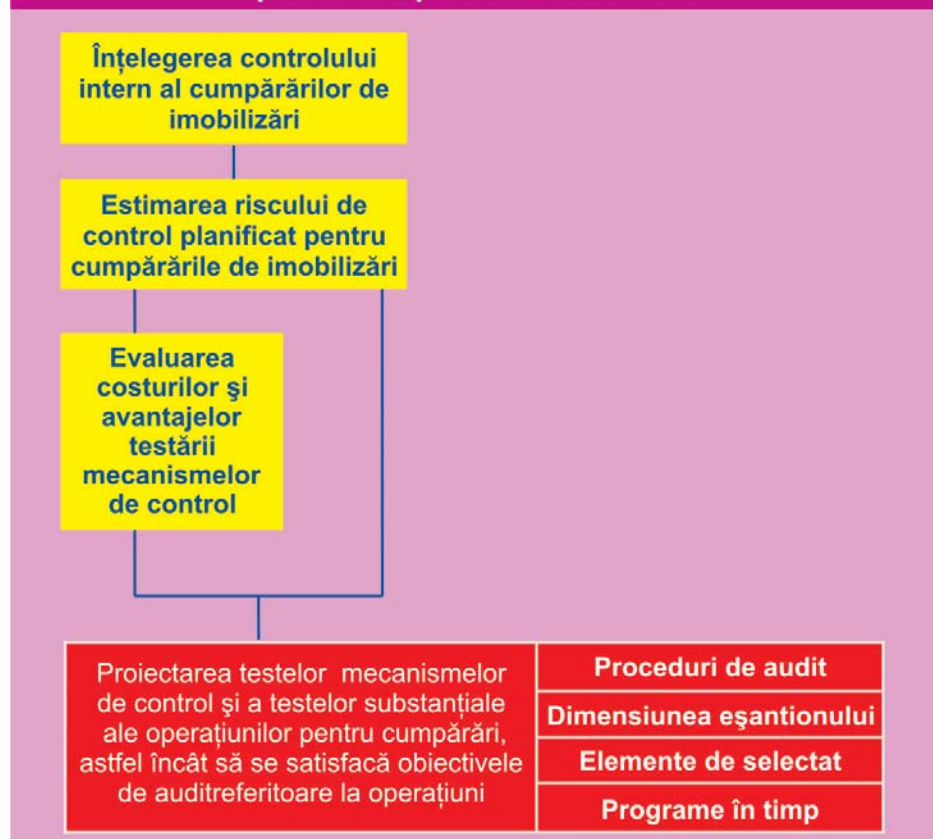 Înțelegerea controlului
intern al cumpărărilor de
imobilizări
Estimarea riscului de
control planificat pentru
cumpărările de imobilizări
Evaluarea
costurilor şi
avantajelor
testării
mecanismelor
de control
Proiectarea testelor mecanismelor
de control şi a testelor substanțiale
ale operațiunilor pentru cumpărări,
astfel încât să se satisfacă obiectivele
de auditreferitoare la operațiuni
Proceduri de audit
Dimensiunea eşantionului
Elemente de selectat
Programe în timp